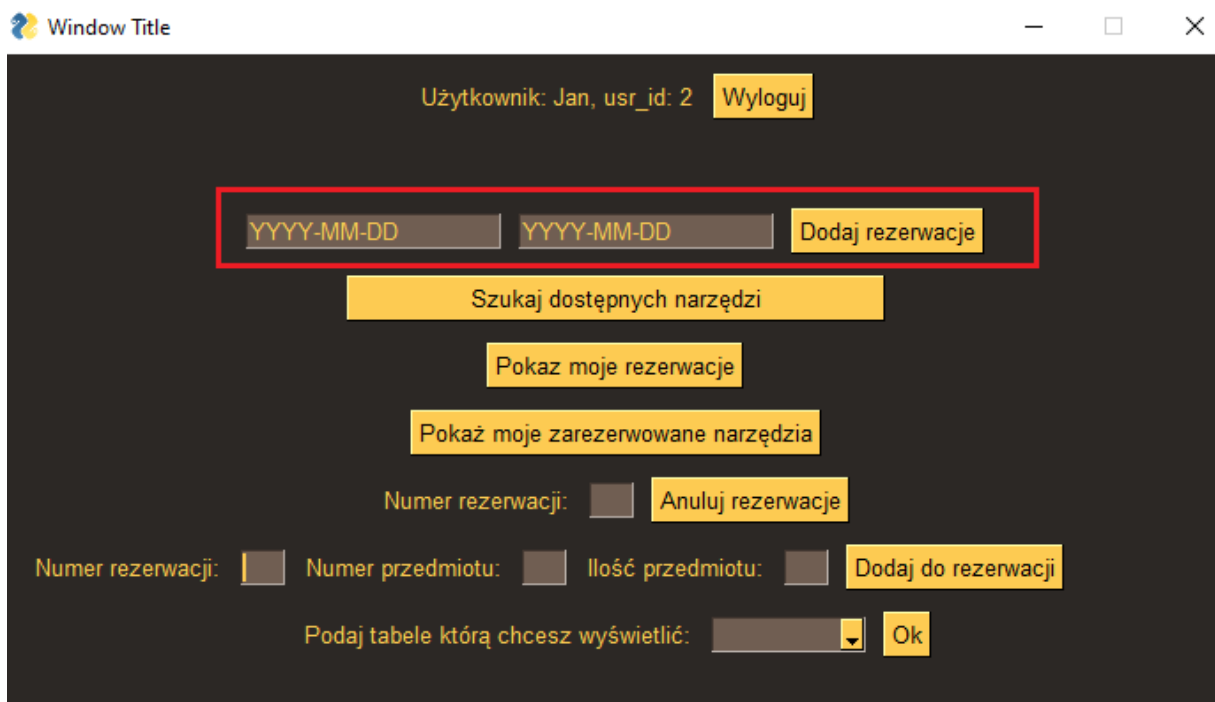 Window Title
Użytkownik: Jan, usr_id: 2 Wyloguj
YYYY-MM-DD YYYY-MM-DD Dodaj rezerwacje
Szukaj dostępnych narzędzi
Pokaz moje rezerwacje
Pokaż moje zarezerwowane narzędzia
Numer rezerwacji: Anuluj rezerwacje
Numer rezerwacji: Numer przedmiotu: Ilość przedmiotu: Dodaj do rezerwacji
Podaj tabele którą chcesz wyświetlić: Ok